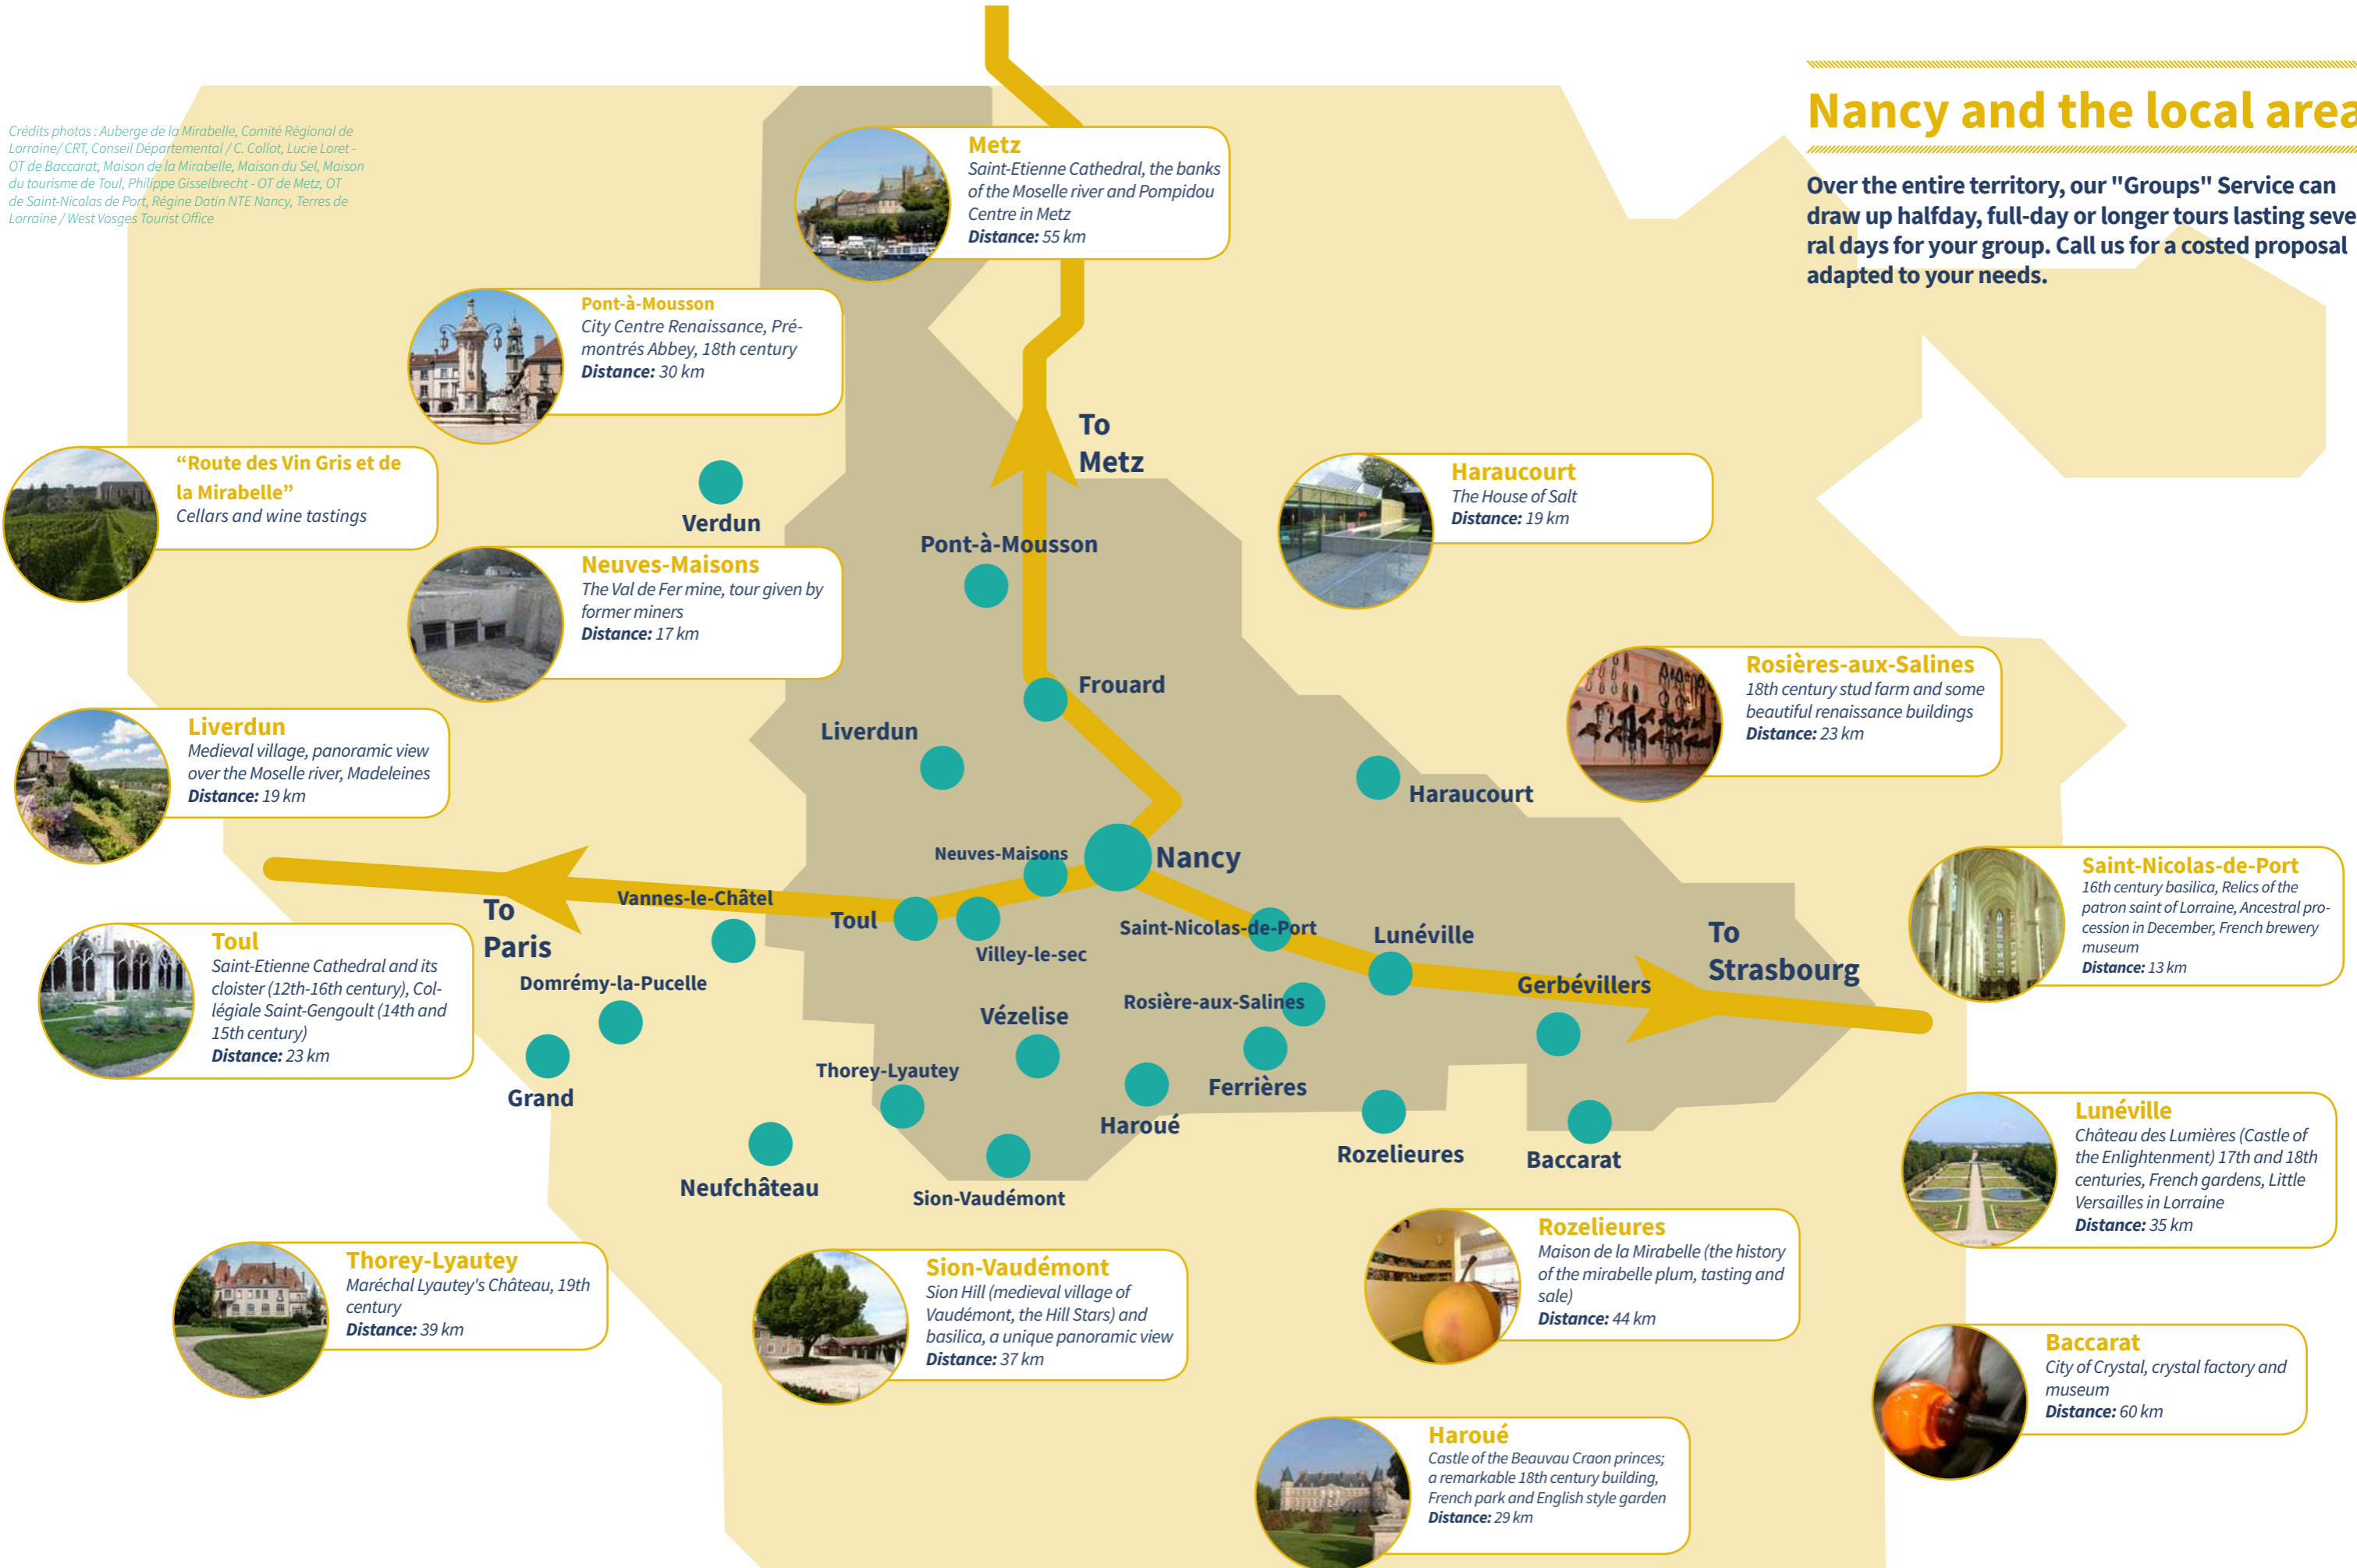 Nancy and the local area
Over the entire territory, our "Groups" Service can
draw up halfday, full-day or longer tours lasting seve
ral days for your group. Call us for a costed proposal
adapted to your needs.
Crédits photos : Auberge de la Mirabelle, Comité Régional de
Lorraine/ CRT, Conseil Départemental / C. Collot, Lucie Loret -
OT de Baccarat, Maison de la Mirabelle, Maison du Sel, Maison
du tourisme de Toul, Philippe Gisselbrecht - OT de Metz, OT
de Saint-Nicolas de Port, Régine Datin NTE Nancy, Terres de
Lorraine / West Vosges Tourist Office
Metz
Saint-Etienne Cathedral, the banks
of the Moselle river and Pompidou
Centre in Metz
Distance: 55 km
Pont-à-Mousson
City Centre Renaissance, Pré-
montrés Abbey, 18th century
Distance: 30 km
To
Metz
“Route des Vin Gris et de
la Mirabelle”
Cellars and wine tastings
Verdun
Haraucourt
The House of Salt
Distance: 19 km
Pont-à-Mousson
Neuves-Maisons
The Val de Fer mine, tour given by
former miners
Distance: 17 km
Rosières-aux-Salines
18th century stud farm and some
beautiful renaissance buildings
Distance: 23 km
Frouard
Liverdun
Liverdun
Medieval village, panoramic view
over the Moselle river, Madeleines
Distance: 19 km
Haraucourt
Neuves-Maisons
Nancy
Saint-Nicolas-de-Port
16th century basilica, Relics of the
patron saint of Lorraine, Ancestral pro-
cession in December, French brewery
museum
Distance: 13 km
Vannes-le-Châtel
To
Paris
Toul
Saint-Nicolas-de-Port
Lunéville
To
Strasbourg
Toul
Saint-Etienne Cathedral and its
cloister (12th-16th century), Col-
légiale Saint-Gengoult (14th and
15th century)
Distance: 23 km
Villey-le-sec
Domrémy-la-Pucelle
Gerbévillers
Rosière-aux-Salines
Vézelise
Thorey-Lyautey
Ferrières
Grand
Haroué
Rozelieures
Baccarat
Neufchâteau
Sion-Vaudémont
Lunéville
Château des Lumières (Castle of
the Enlightenment) 17th and 18th
centuries, French gardens, Little
Versailles in Lorraine
Distance: 35 km
Thorey-Lyautey
Maréchal Lyautey's Château, 19th
century
Distance: 39 km
Sion-Vaudémont
Sion Hill (medieval village of
Vaudémont, the Hill Stars) and
basilica, a unique panoramic view
Distance: 37 km
Rozelieures
Maison de la Mirabelle (the history
of the mirabelle plum, tasting and
sale)
Distance: 44 km
Baccarat
City of Crystal, crystal factory and
museum
Distance: 60 km
Haroué
Castle of the Beauvau Craon princes;
a remarkable 18th century building,
French park and English style garden
Distance: 29 km